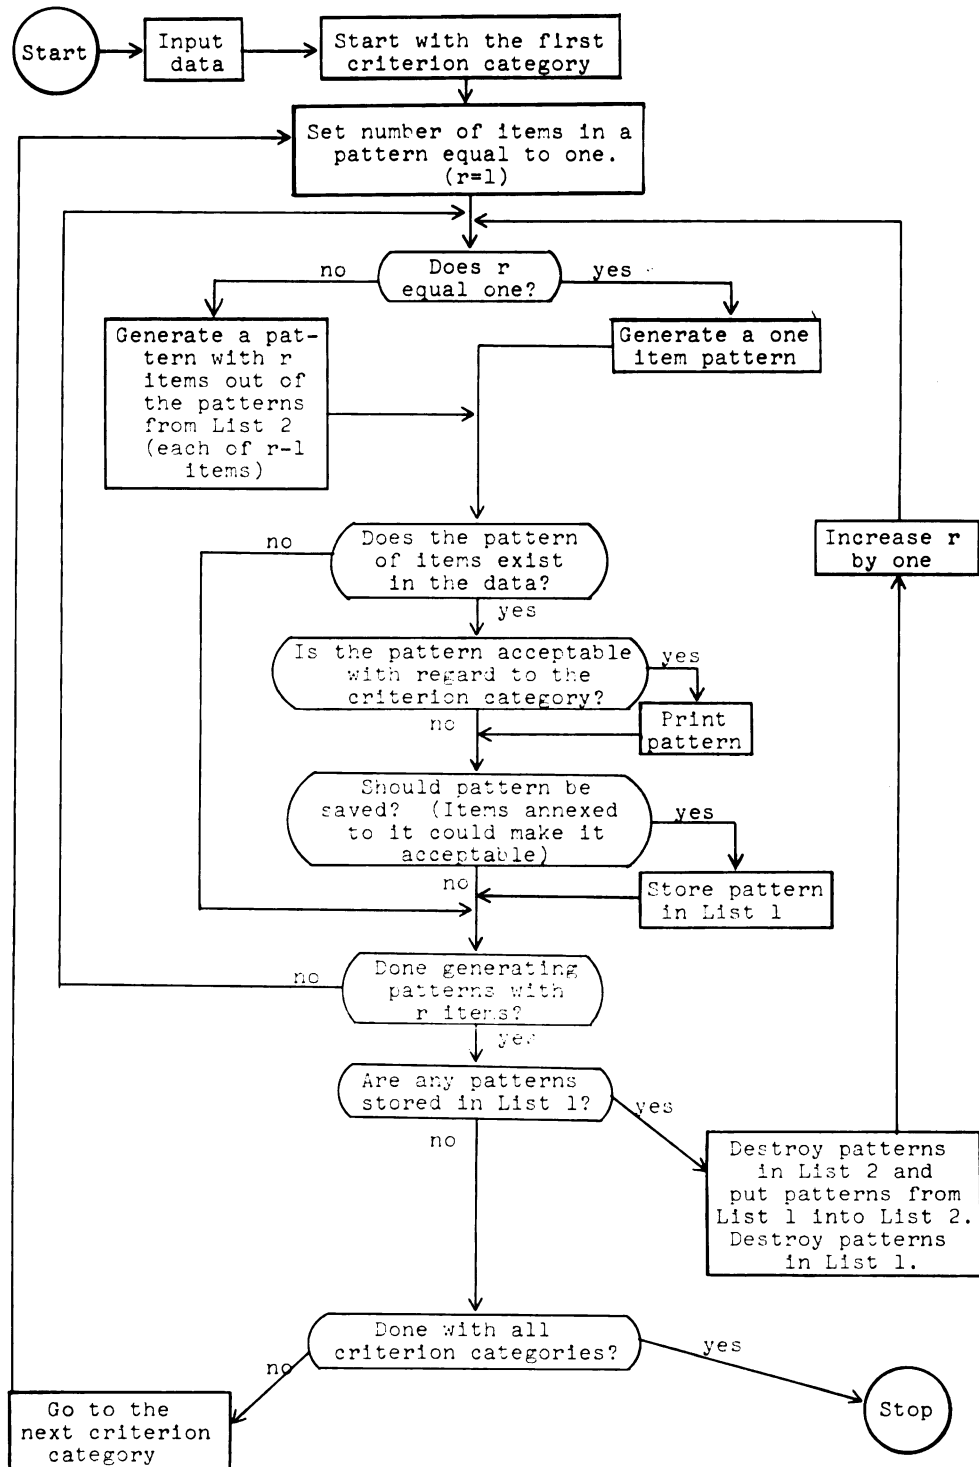 Start
Input
data
Start with the first
criterion category
Set number of items in a
pattern equal to one.
(r=1)
Does r
equal one?
no
yes
Generate a pat-
tern with r
items out of
the patterns
from List 2
(each of r-1
items)
Generate a one
item pattern
Does the pattern
of items exist
in the data?
no
yes
Increase r
by one
Is the pattern acceptable
with regard to the
criterion category?
yes
no
Print
pattern
Should pattern be
saved? (Items annexed
to it could make it
acceptable)
yes
no
Store pattern
in List 1
Done generating
patterns with
r items?
no
yes
Are any patterns
stored in List 1?
yes
no
Destroy patterns
in List 2 and
put patterns from
List 1 into List 2.
Destroy patterns
in List 1.
Done with all
criterion categories?
no
yes
Go to the
next criterion
category
Stop